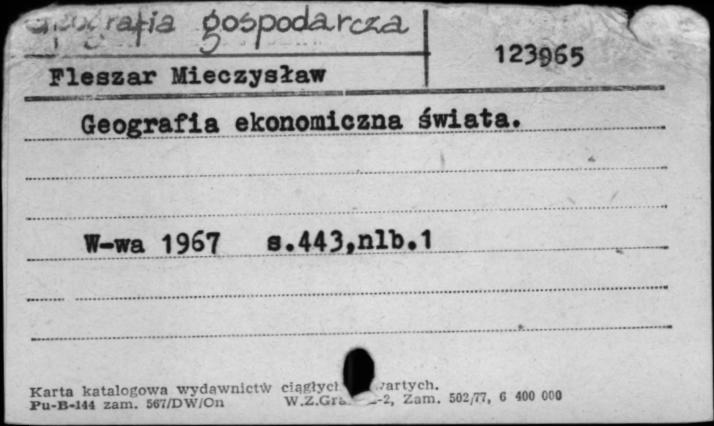 Geografia gospodarcza
123965
Fleszar Mieczysław
Geografia ekonomiczna świata.
W-wa 1967 s.443,nlb.1
Karta katalogowa wydawnictw
Pu-B-144 zam. 567/DW/On Zam. 502/77, 6 400 000